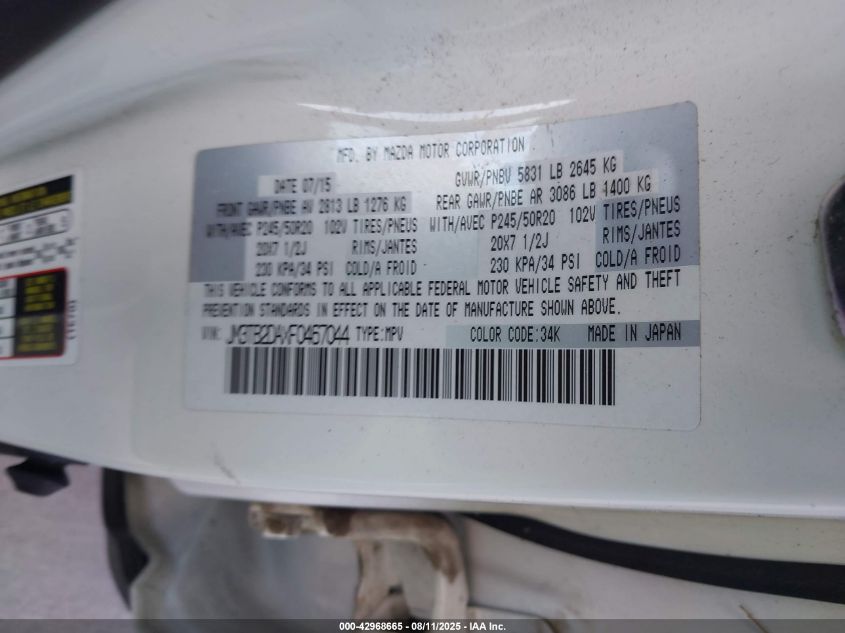 MFD. BY MAZDA MOTOR CORPORATION
DATE 07/15
GVWR/PNBV 5831 LB 2645 KG
FRONT GAWR/PNBE AV 2813 LB 1276 KG
REAR GAWR/PNBE AR 3086 LB 1400 KG
WITH/AVEC P245/50R20 102V TIRES/PNEUS
WITH/AVEC P245/50R20 102V TIRES/PNEUS
20X7 1/2J RIMS/JANTES
20X7 1/2J RIMS/JANTES
230 KPA/34 PSI COLD/A FROID
230 KPA/34 PSI COLD/A FROID
THIS VEHICLE CONFORMS TO ALL APPLICABLE FEDERAL MOTOR VEHICLE SAFETY AND THEFT
PREVENTION STANDARDS IN EFFECT ON THE DATE OF MANUFACTURE SHOWN ABOVE.
VIN: JM3TB2DAXF0457044 TYPE:MPV COLOR CODE:34K MADE IN JAPAN
000-42968665 - 08/11/2025 - IAA Inc.